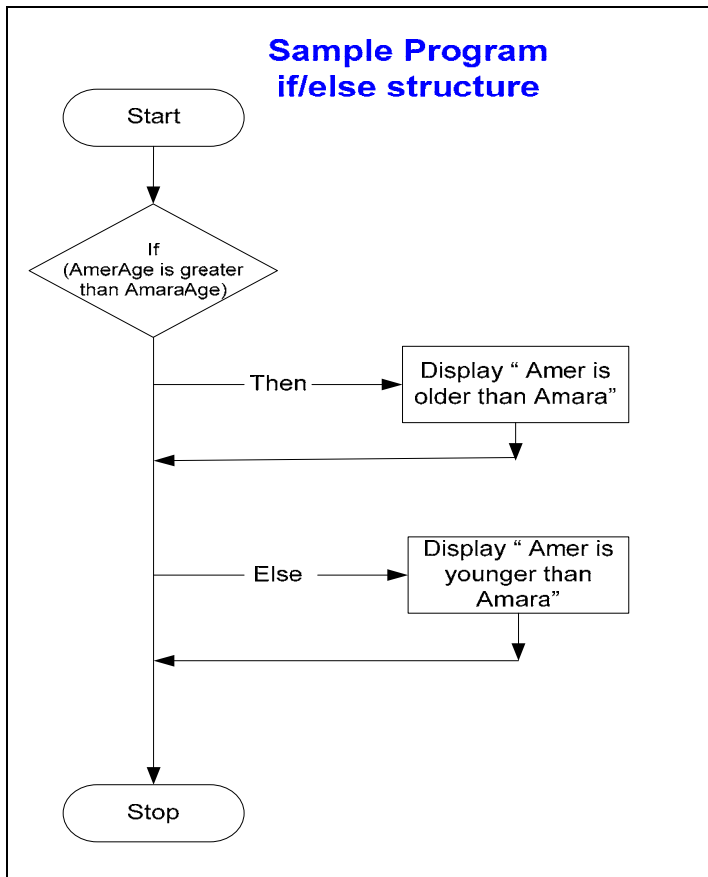 Sample Program
if/else structure
Start
If
(AmerAge is greater
than AmaraAge)
Then
Display “ Amer is
older than Amara”
Else
Display “ Amer is
younger than
Amara”
Stop